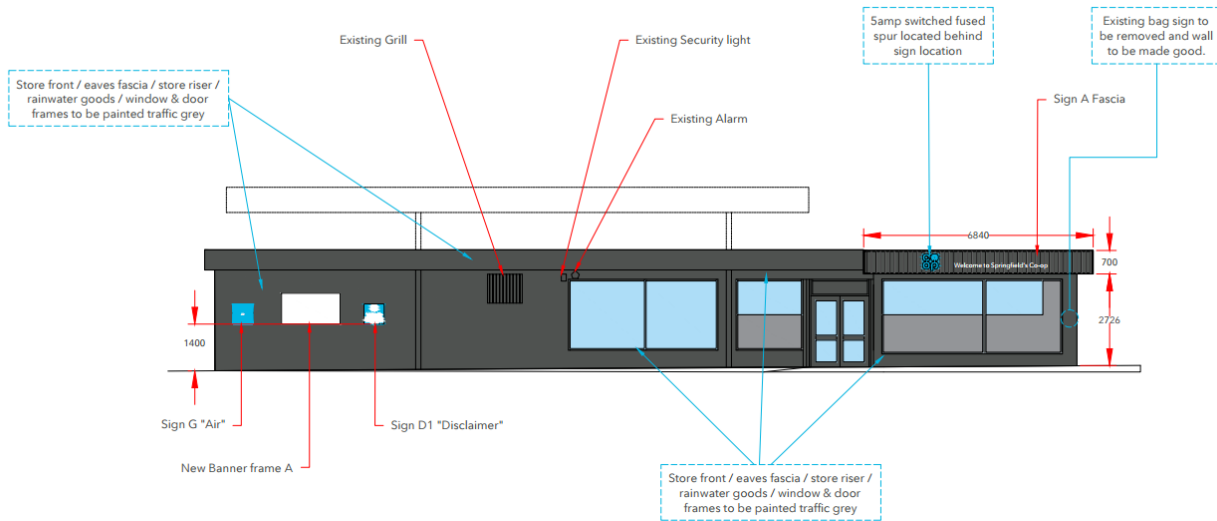 5amp switched fused
spur located behind
sign location
Existing bag sign to
be removed and wall
to be made good.
Existing Grill
Existing Security light
Store front / eaves fascia / store riser /
rainwater goods / window & door
frames to be painted traffic grey
Sign A Fascia
Existing Alarm
6840
Welcome to Springfield's Co-op
700
2726
1400
Sign G "Air"
Sign D1 "Disclaimer"
New Banner frame A
Store front / eaves fascia / store riser /
rainwater goods / window & door
frames to be painted traffic grey